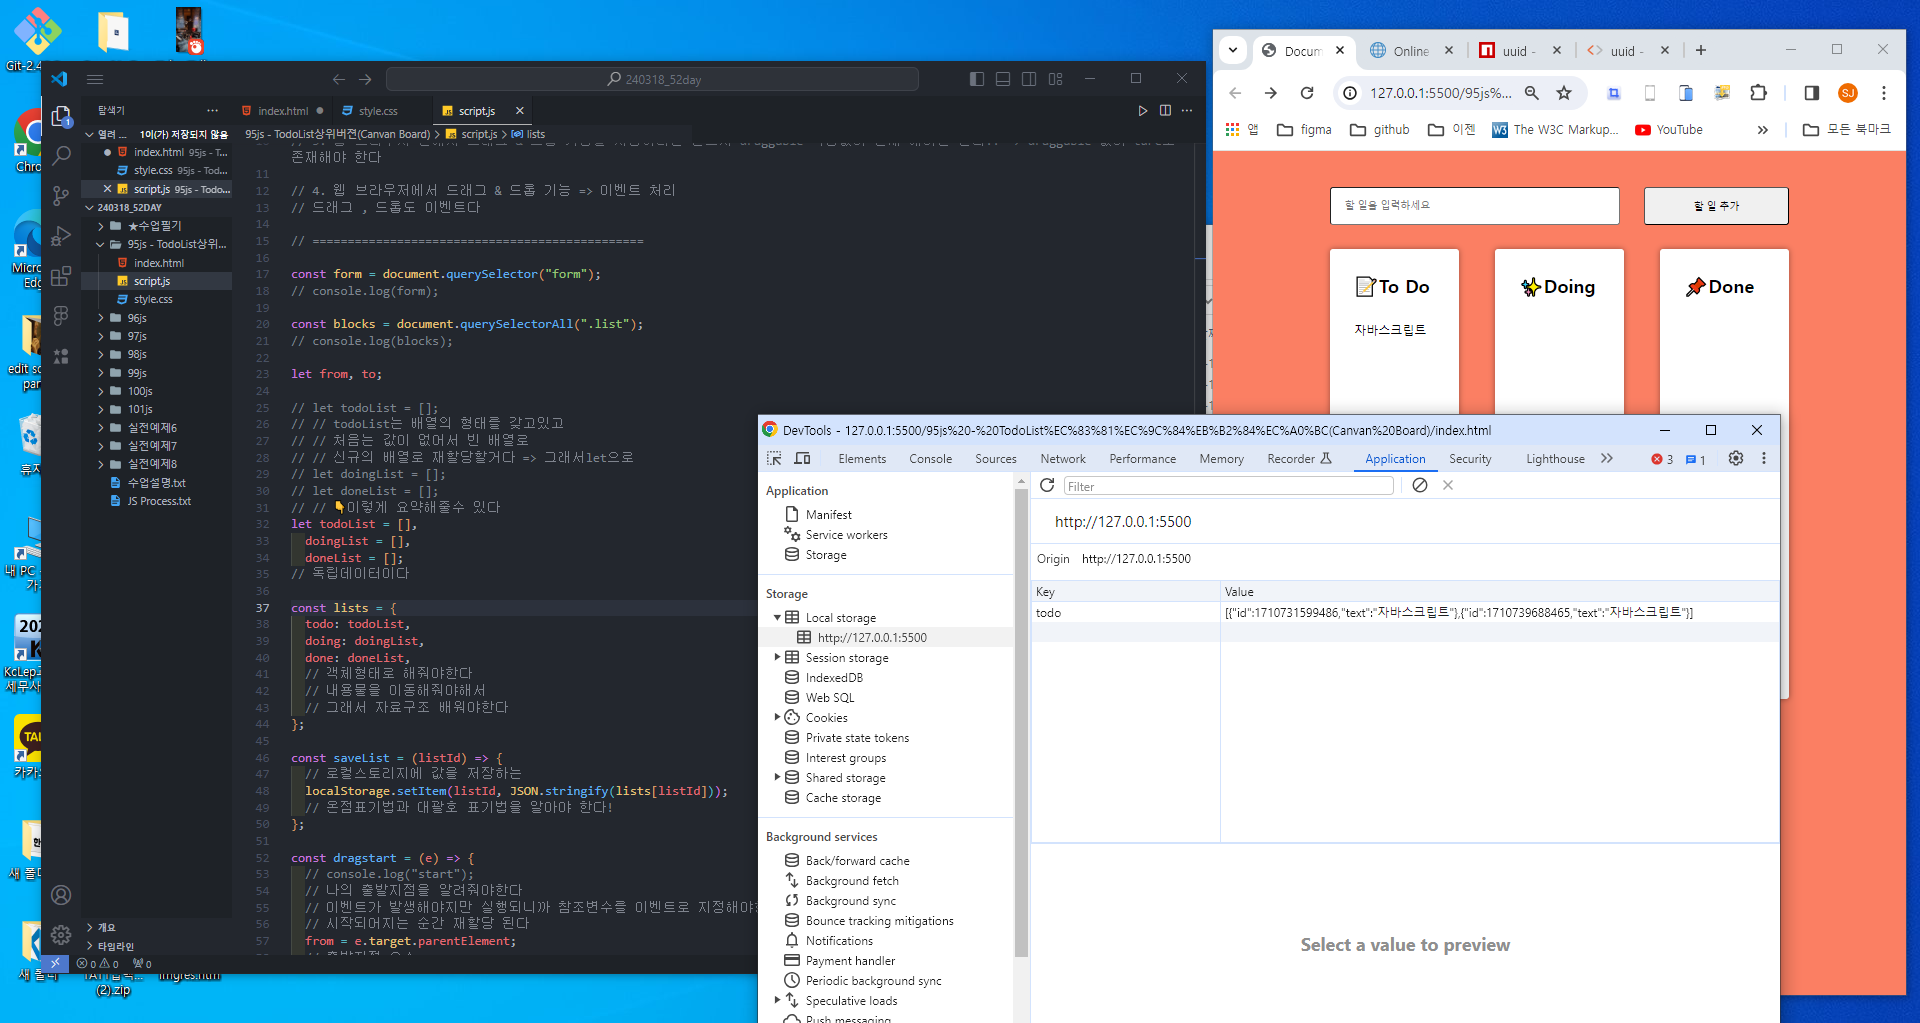 Git-2.4
240318_52day
탐색기
index.html
style.css
script.js
열려 ...
1이(가) 저장되지 않음
index.html 95js - T...
style.css 95js - Todo...
script.js 95js - Todo...
240318_52DAY
★수업필기
95js - TodoList상위...
index.html
script.js
style.css
96js
97js
98js
99js
100js
101js
실전예제6
실전예제7
실전예제8
수업설명.txt
JS Process.txt
개요
타임라인
95js - TodoList상위버젼(Canvan Board) > script.js > lists
존재해야 한다
11
12 // 4. 웹 브라우저에서 드래그 & 드롭 기능 => 이벤트 처리
13 // 드래그 , 드롭도 이벤트다
14
15 // ===============================================
16
17 const form = document.querySelector("form");
18 // console.log(form);
19
20 const blocks = document.querySelectorAll(".list");
21 // console.log(blocks);
22
23 let from, to;
24
25 // let todoList = [];
26 // // todoList는 배열의 형태를 갖고있고
27 // // 처음는 값이 없어서 빈 배열로
28 // // 신규의 배열로 재할당할거다 => 그래서let으로
29 // let doingList = [];
30 // let doneList = [];
31 // // 👇이렇게 요약해줄수 있다
32 let todoList = [],
33 doingList = [],
34 doneList = [];
35 // 독립데이터이다
36
37 const lists = {
38 todo: todoList,
39 doing: doingList,
40 done: doneList,
41 // 객체형태로 해줘야한다
42 // 내용물을 이동해줘야해서
43 // 그래서 자료구조 배워야한다
44 };
45
46 const saveList = (listId) => {
47 // 로컬스토리지에 값을 저장하는
48 localStorage.setItem(listId, JSON.stringify(lists[listId]));
49 // 온점표기법과 대괄호 표기법을 알아야 한다!
50 };
51
52 const dragstart = (e) => {
53 // console.log("start");
54 // 나의 출발지점을 알려줘야한다
55 // 이벤트가 발생해야지만 실행되니까 참조변수를 이벤트로 지정해야
56 // 시작되어지는 순간 재할당 된다
57 from = e.target.parentElement;
0 0 0
(2).zip
Docum
Online
uuid -
uuid -
127.0.0.1:5500/95js%...
SJ
앱
figma
github
이젠
The W3C Markup...
YouTube
모든 북마크
할 일을 입력하세요
할 일 추가
📝To Do
✨Doing
📌Done
자바스크립트
DevTools - 127.0.0.1:5500/95js%20-%20TodoList%EC%83%81%EC%9C%84%EB%B2%84%EC%A0%BC(Canvan%20Board)/index.html
Elements
Console
Sources
Network
Performance
Memory
Recorder
Application
Security
Lighthouse
3
1
Application
Manifest
Service workers
Storage
Storage
Local storage
http://127.0.0.1:5500
Session storage
IndexedDB
Web SQL
Cookies
Private state tokens
Interest groups
Shared storage
Cache storage
Background services
Back/forward cache
Background fetch
Background sync
Bounce tracking mitigations
Notifications
Payment handler
Periodic background sync
Speculative loads
Push messaging
Filter
http://127.0.0.1:5500
Origin http://127.0.0.1:5500
Key Value
todo [{"id":1710731599486,"text":"자바스크립트"},{"id":1710739688465,"text":"자바스크립트"}]
Select a value to preview